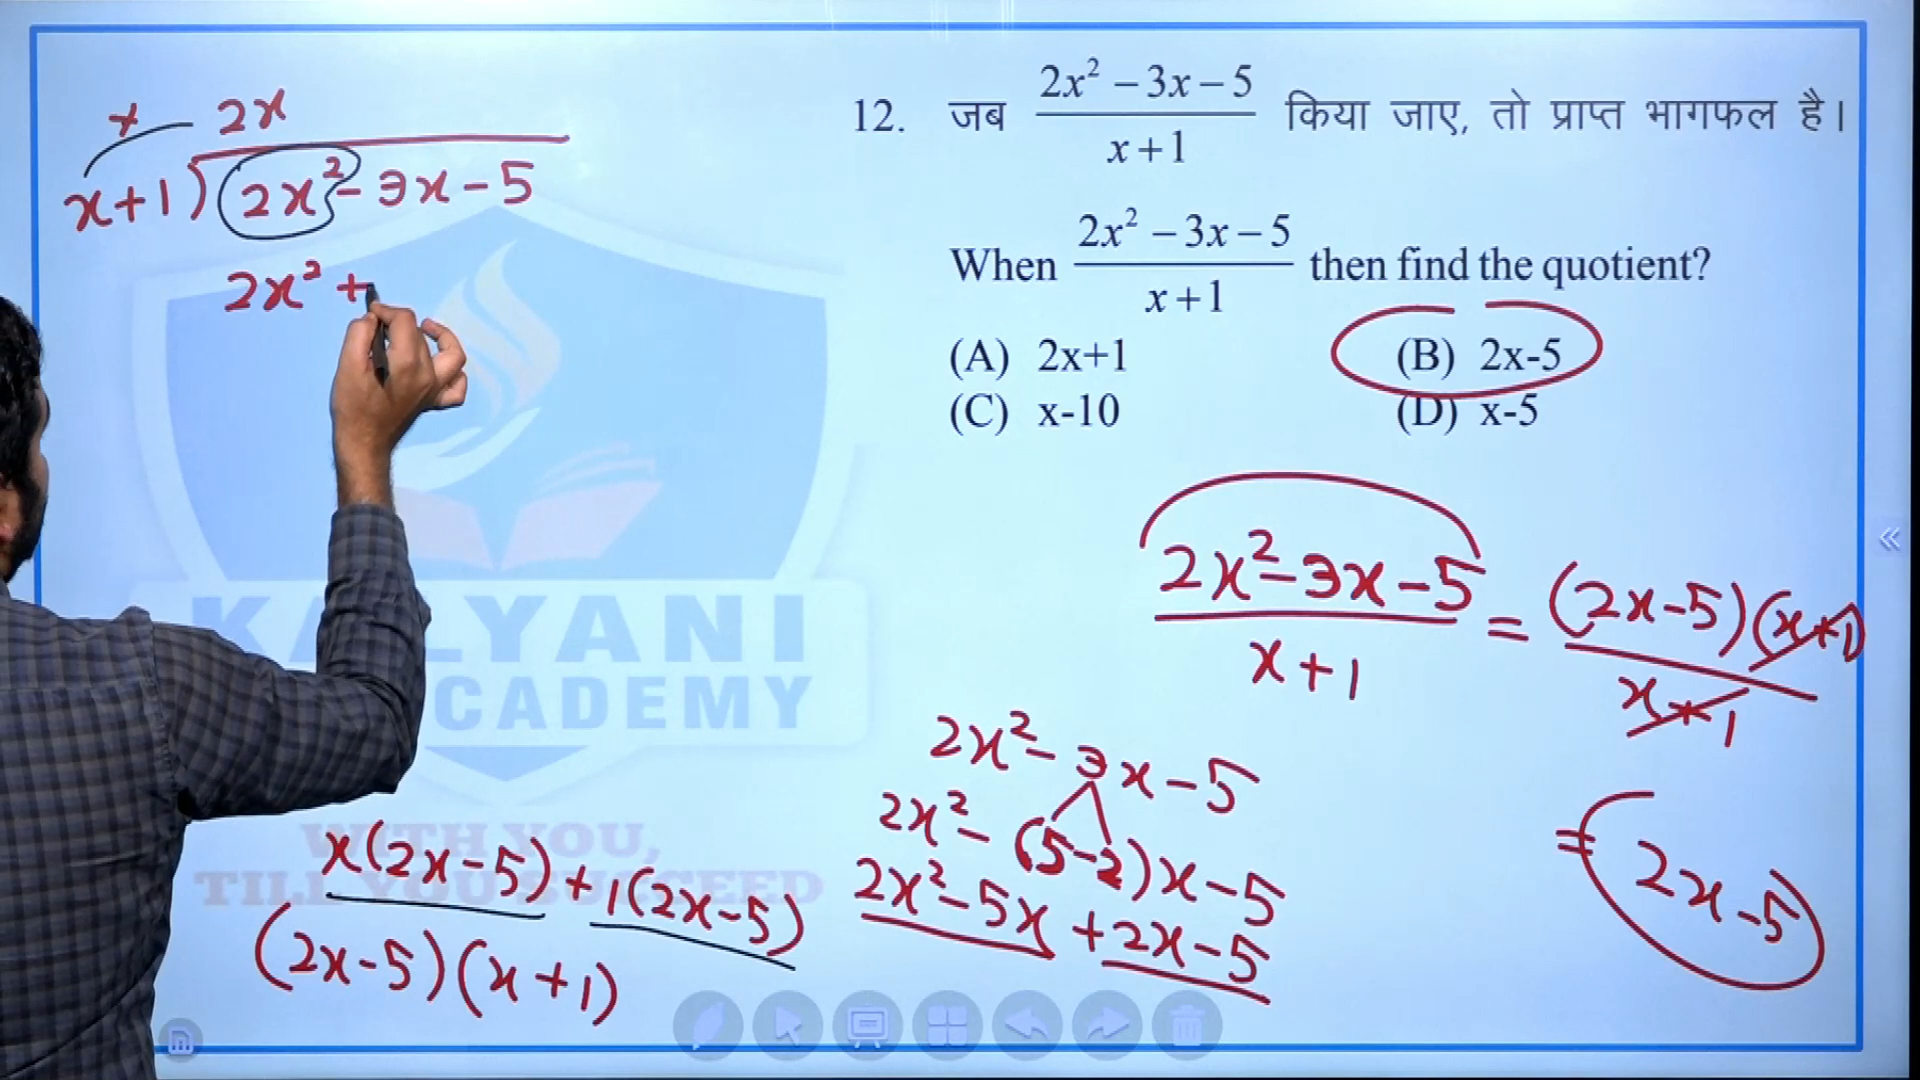 12. जब (2x² – 3x – 5)/(x + 1) किया जाए, तो प्राप्त भागफल है।
When (2x² – 3x – 5)/(x + 1) then find the quotient?
(A) 2x+1 (B) 2x-5
(C) x-10 (D) x-5
x 2x
x+1) 2x² - 3x - 5
2x² +
(2x² - 3x - 5)/(x + 1) = (2x - 5)(x + 1)/(x + 1)
= 2x - 5
2x² - 3x - 5
2x² - (5 - 2)x - 5
2x² - 5x + 2x - 5
x(2x - 5) + 1(2x - 5)
(2x - 5)(x + 1)
KALYANI
ACADEMY
WITH YOU,
TILL YOU SUCCEED